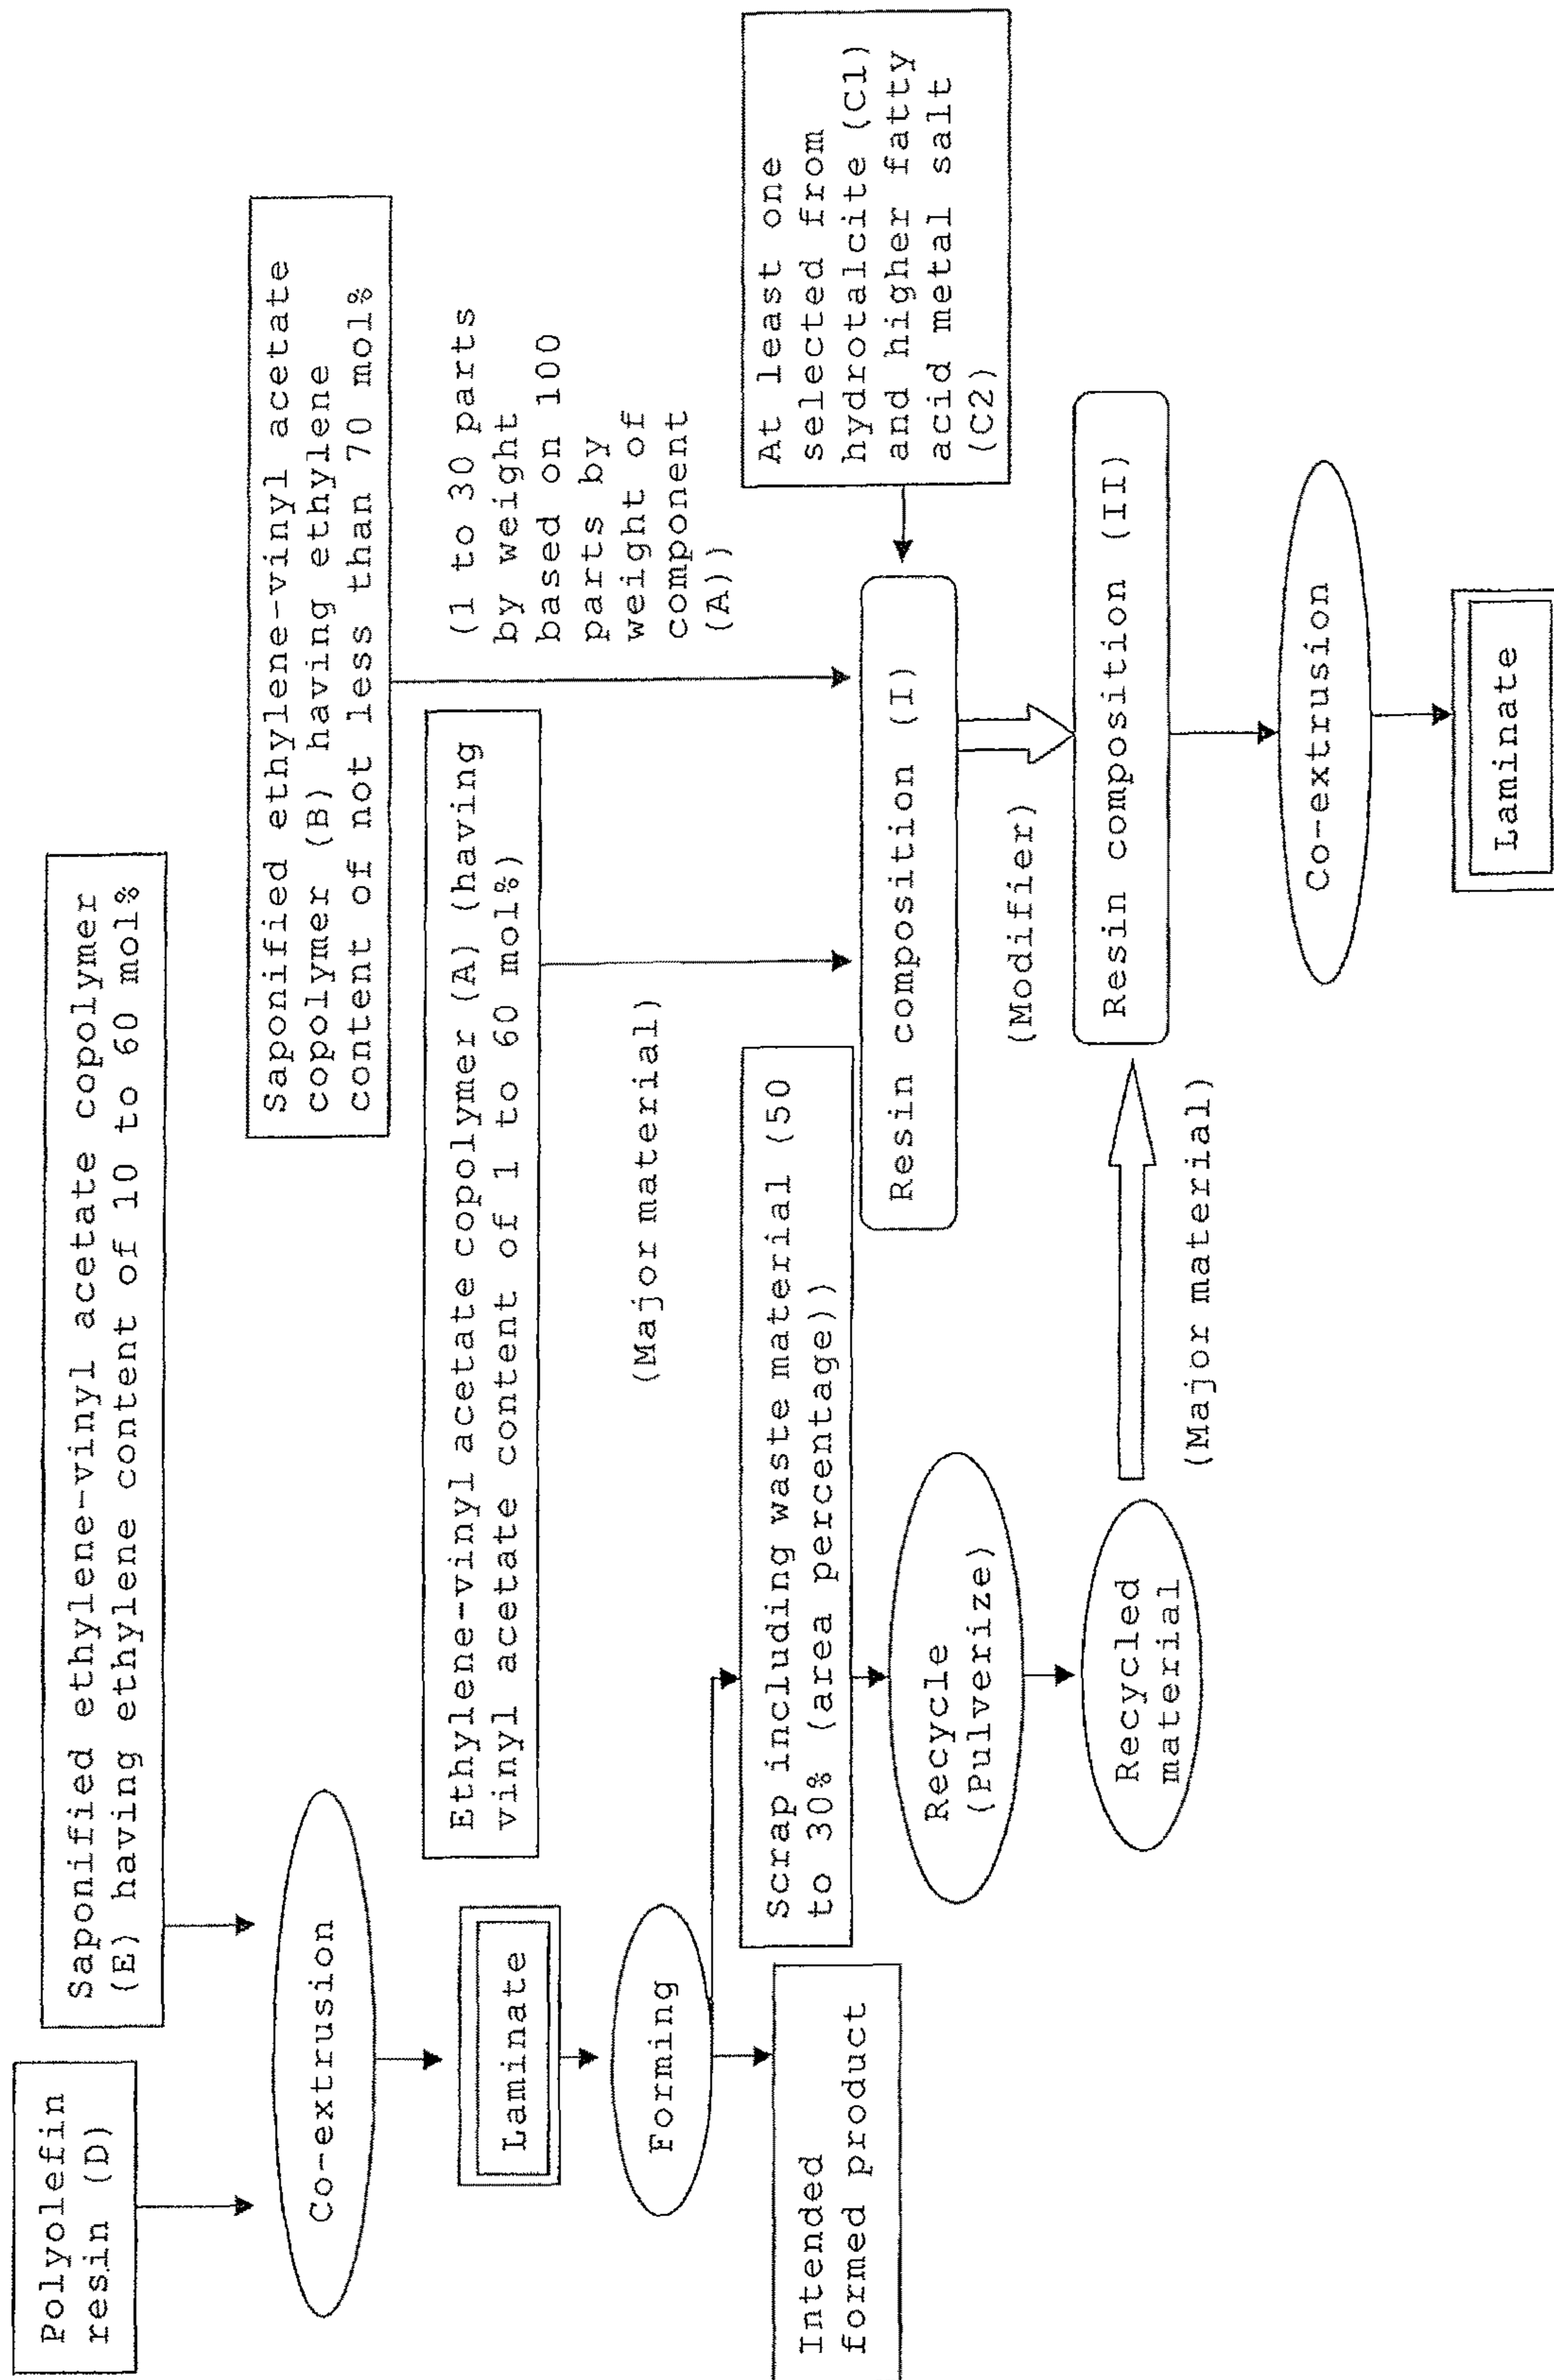 Polyolefin
resin (D)
Saponified ethylene-vinyl acetate copolymer
(E) having ethylene content of 10 to 60 mol%
Co-extrusion
Laminate
Forming
Intended
formed product
Scrap including waste material (50
to 30% (area percentage))
Recycle
(Pulverize)
Recycled
material
(Major material)
Saponified ethylene-vinyl acetate
copolymer (B) having ethylene
content of not less than 70 mol%
Ethylene-vinyl acetate copolymer (A) (having
vinyl acetate content of 1 to 60 mol%)
(Major material)
(1 to 30 parts
by weight
based on 100
parts by
weight of
component
(A))
At least one
selected from
hydrotalcite (C1)
and higher fatty
acid metal salt
(C2)
Resin composition (I)
(Modifier)
Resin composition (II)
Co-extrusion
Laminate